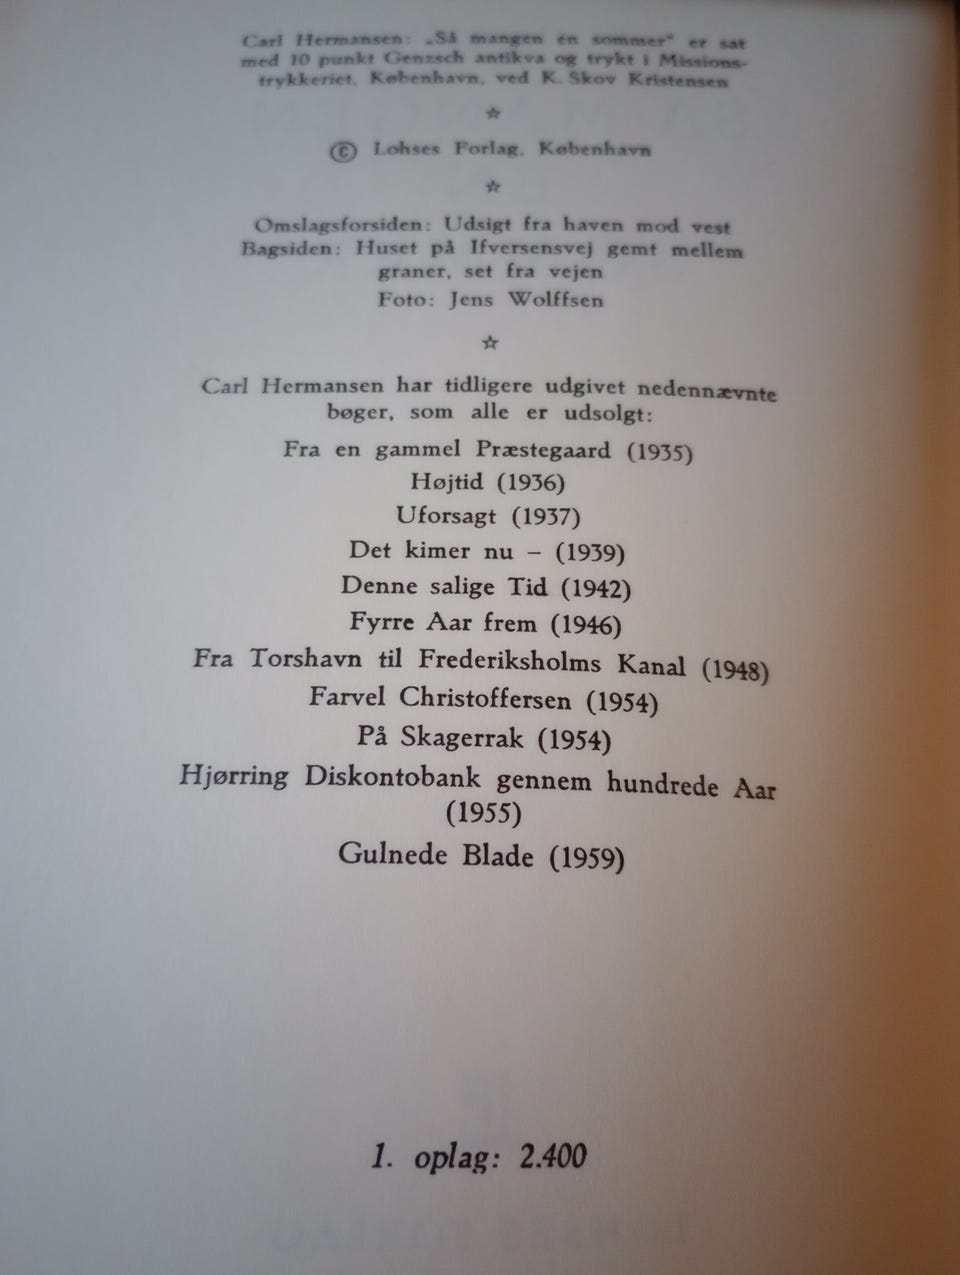 Carl Hermansen: „Så mangen en sommer“ er sat
med 10 punkt Genzsch antikva og trykt i Missions-
trykkeriet, København, ved K. Skov Kristensen
☆
© Lohses Forlag, København
☆
Omslagsforsiden: Udsigt fra haven mod vest
Bagsiden: Huset på Ifversensvej gemt mellem
graner, set fra vejen
Foto: Jens Wolffsen
☆
Carl Hermansen har tidligere udgivet nedennævnte
bøger, som alle er udsolgt:
Fra en gammel Præstegaard (1935)
Højtid (1936)
Uforsagt (1937)
Det kimer nu – (1939)
Denne salige Tid (1942)
Fyrre Aar frem (1946)
Fra Torshavn til Frederiksholms Kanal (1948)
Farvel Christoffersen (1954)
På Skagerrak (1954)
Hjørring Diskontobank gennem hundrede Aar
(1955)
Gulnede Blade (1959)
1. oplag: 2.400